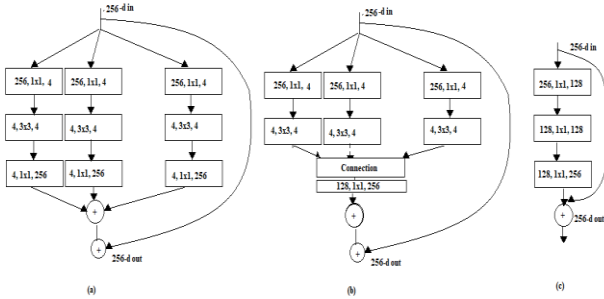 256-d in
256, 1x1, 4
256, 1x1, 4
256, 1x1, 4
4, 3x3, 4
4, 3x3, 4
4, 3x3, 4
4, 1x1, 256
4, 1x1, 256
4, 1x1, 256
+
+
256-d out
(a)
256-d in
256, 1x1, 4
256, 1x1, 4
256, 1x1, 4
4, 3x3, 4
4, 3x3, 4
4, 3x3, 4
Connection
128, 1x1, 256
+
+
256-d out
(b)
256-d in
256, 1x1, 128
128, 1x1, 128
128, 1x1, 256
+
256-d out
(c)